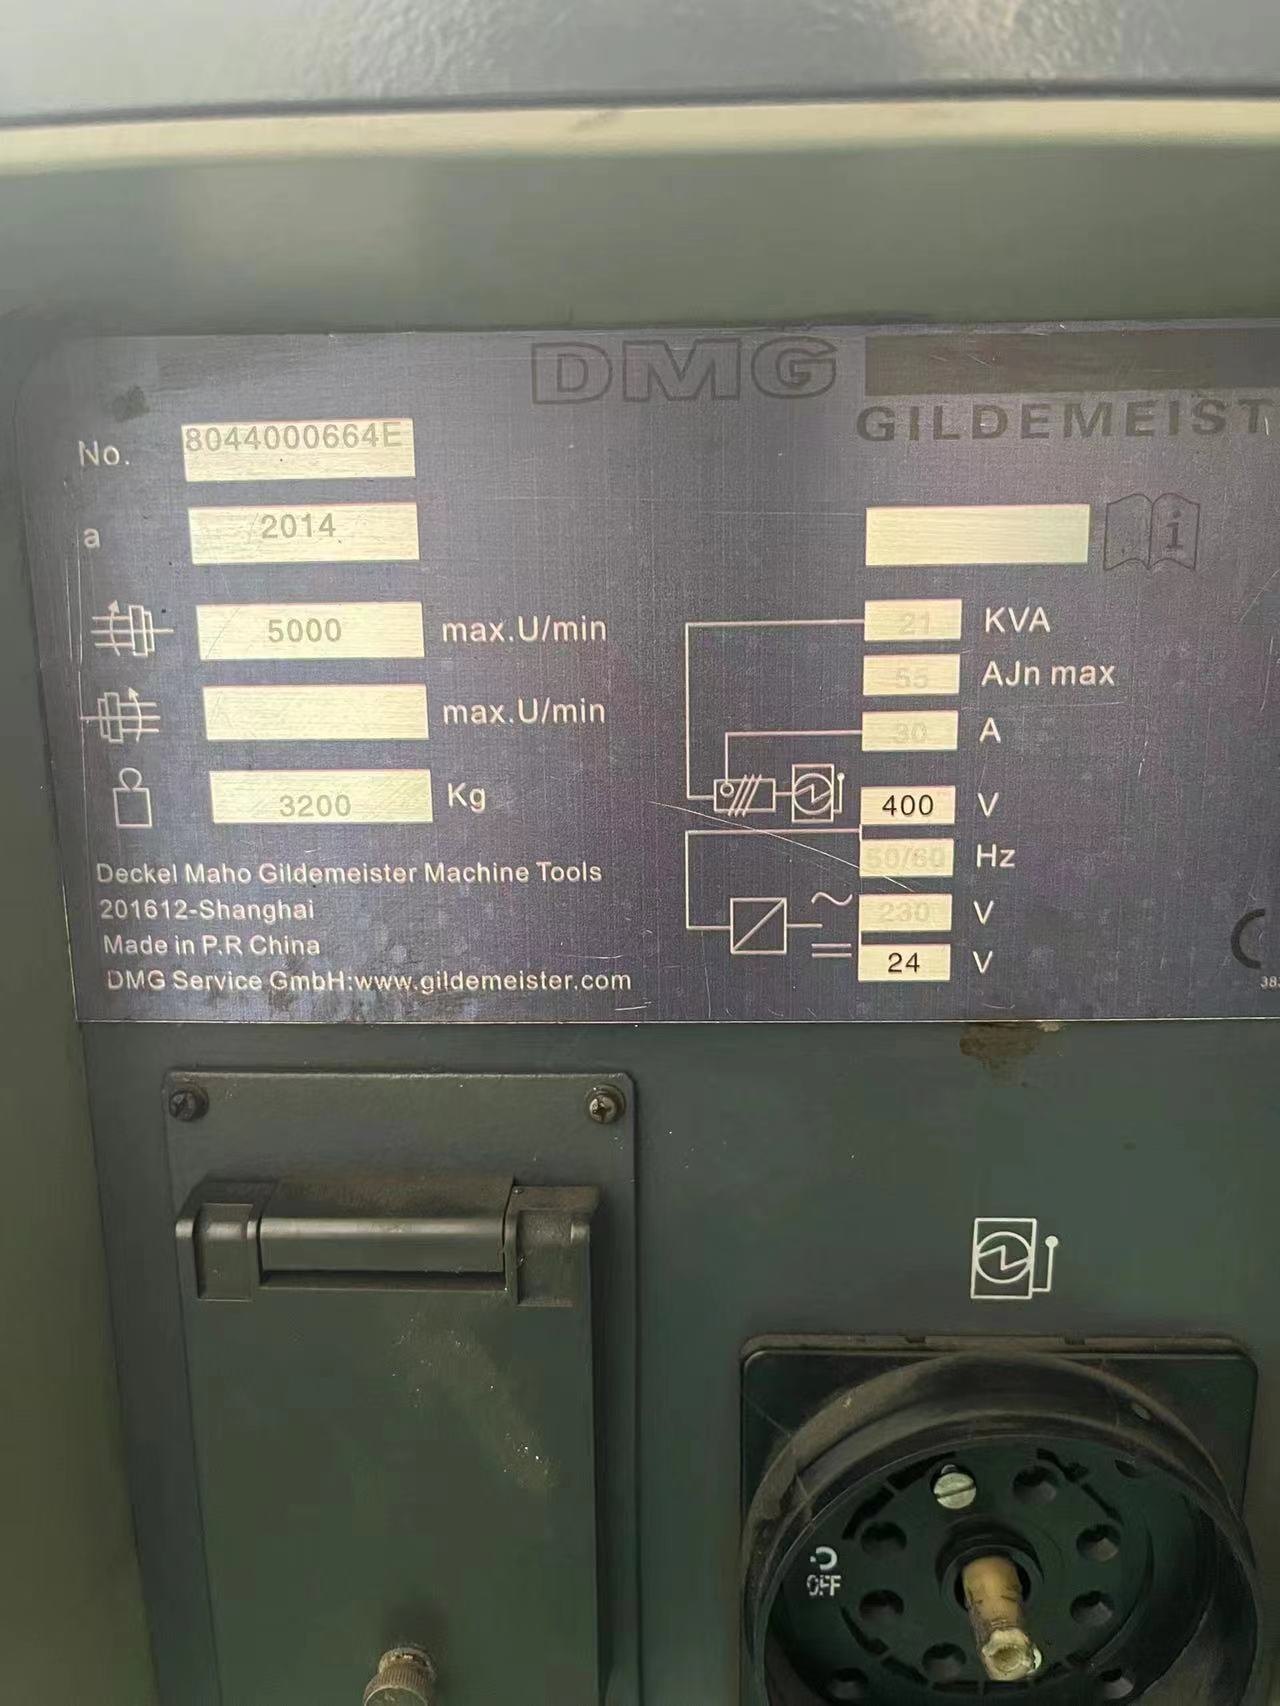 DMG
GILDEMEIST
No. 8044000664E
a 2014
5000 max.U/min
max.U/min
3200 Kg
21 KVA
55 AJn max
30 A
400 V
50/60 Hz
230 V
24 V
Deckel Maho Gildemeister Machine Tools
201612-Shanghai
Made in P.R China
DMG Service GmbH:www.gildemeister.com
OFF